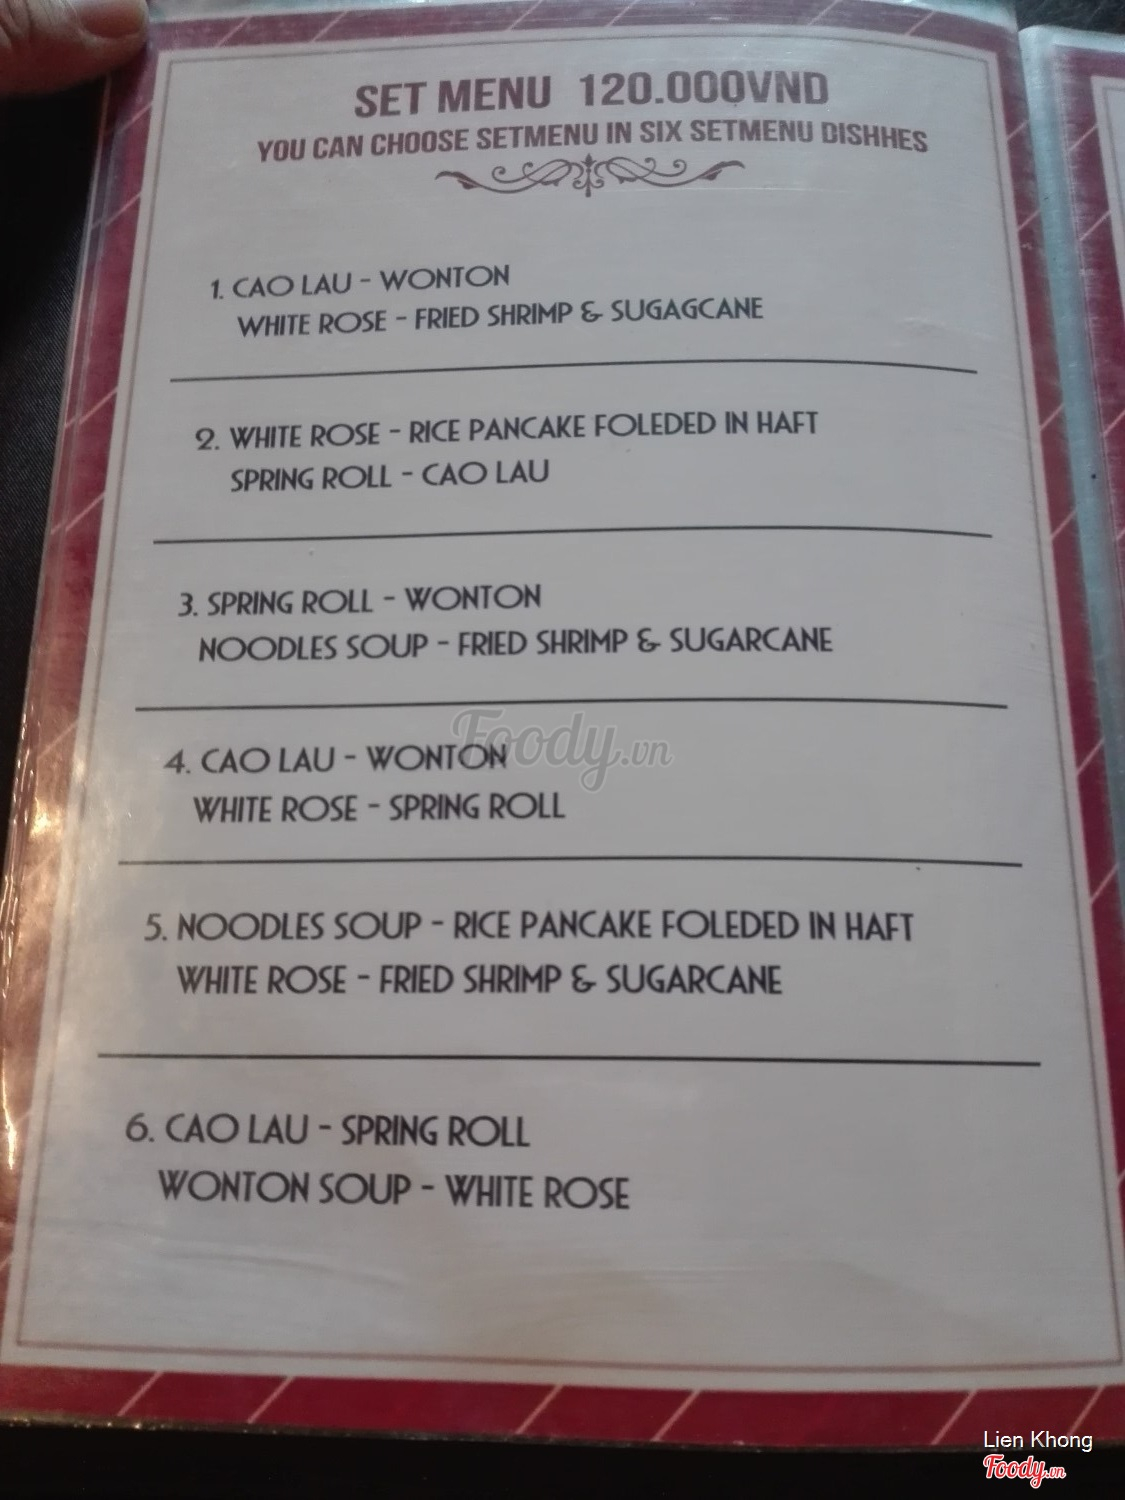 SET MENU 120.000VND
YOU CAN CHOOSE SETMENU IN SIX SETMENU DISHHES
1. CAO LAU - WONTON
WHITE ROSE - FRIED SHRIMP & SUGAGCANE
2. WHITE ROSE - RICE PANCAKE FOLEDED IN HAFT
SPRING ROLL - CAO LAU
3. SPRING ROLL - WONTON
NOODLES SOUP - FRIED SHRIMP & SUGARCANE
Foody.vn
4. CAO LAU - WONTON
WHITE ROSE - SPRING ROLL
5. NOODLES SOUP - RICE PANCAKE FOLEDED IN HAFT
WHITE ROSE - FRIED SHRIMP & SUGARCANE
6. CAO LAU - SPRING ROLL
WONTON SOUP - WHITE ROSE
Lien Khong
Foody.vn